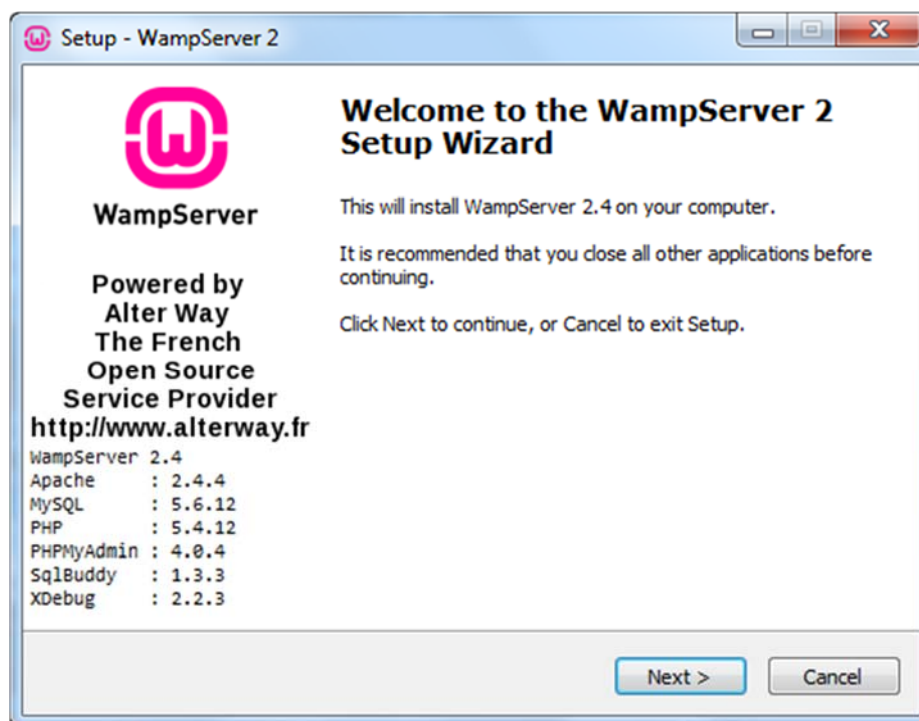 Setup - WampServer 2
WampServer
Powered by
Alter Way
The French
Open Source
Service Provider
http://www.alterway.fr
WampServer 2.4
Apache : 2.4.4
MySQL : 5.6.12
PHP : 5.4.12
PHPMyAdmin : 4.0.4
SqlBuddy : 1.3.3
XDebug : 2.2.3
Welcome to the WampServer 2
Setup Wizard
This will install WampServer 2.4 on your computer.
It is recommended that you close all other applications before
continuing.
Click Next to continue, or Cancel to exit Setup.
Next >
Cancel